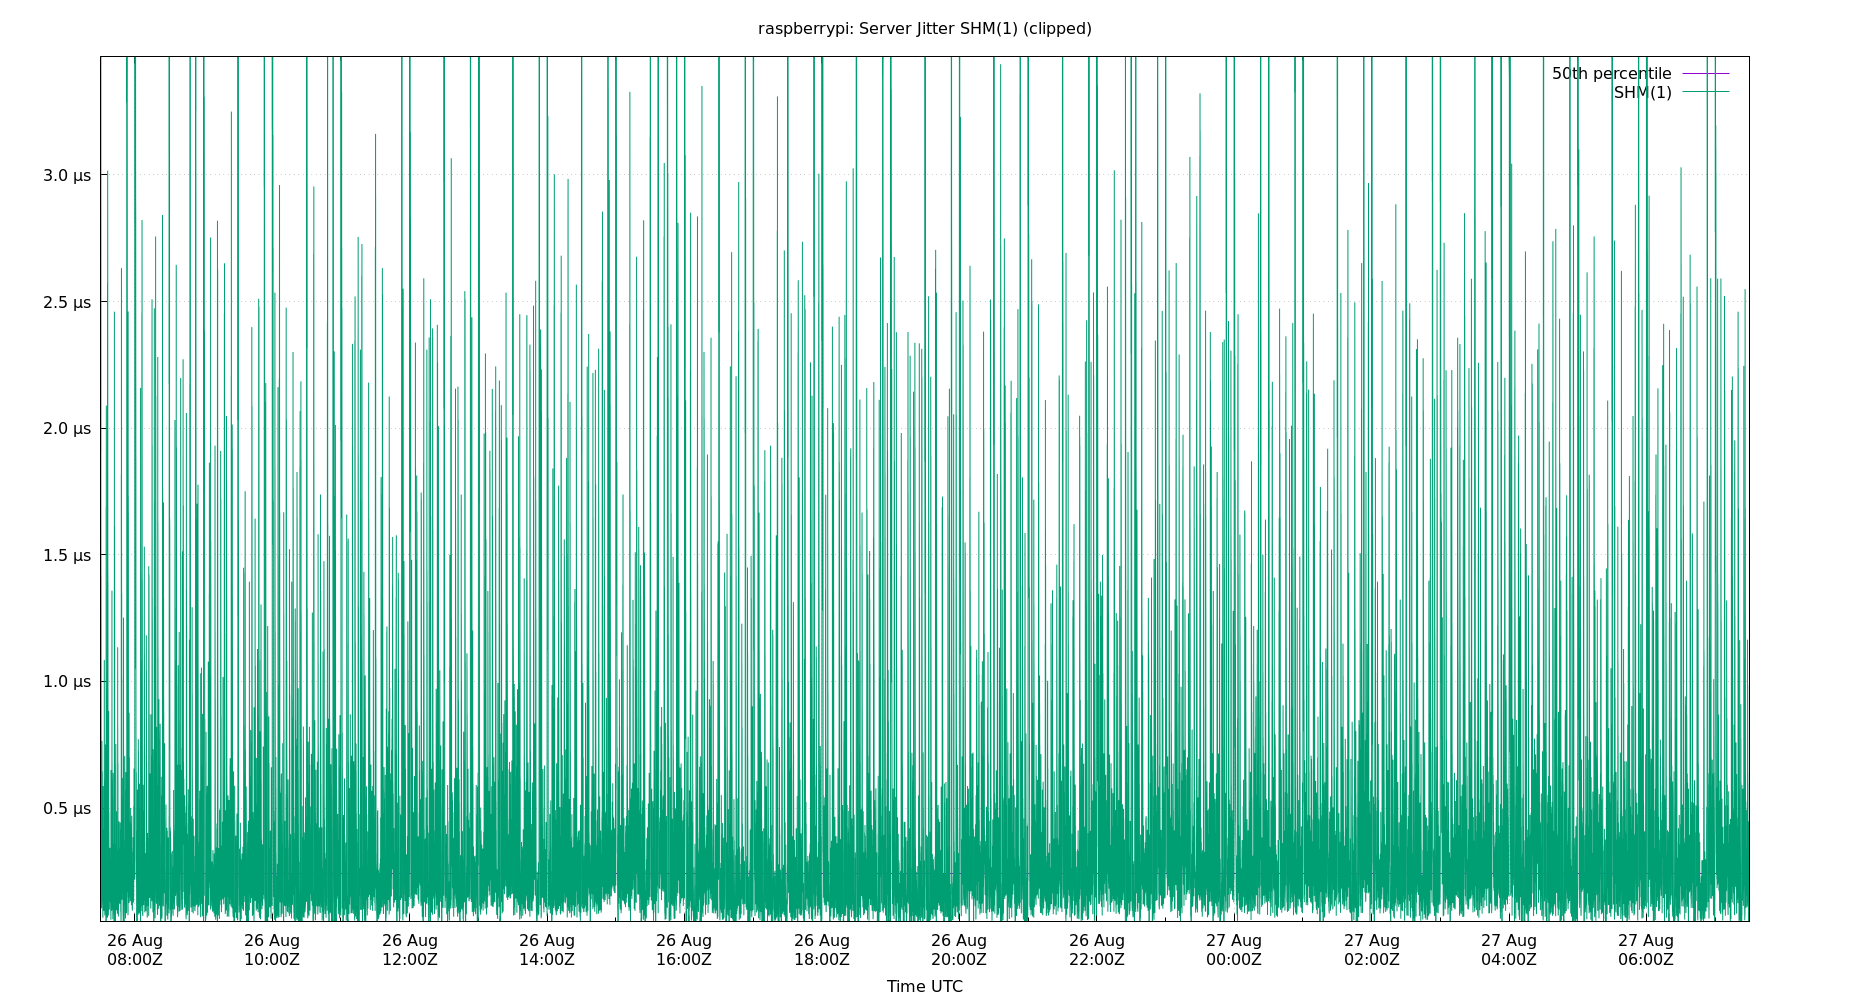 raspberrypi: Server Jitter SHM(1) (clipped)
50th percentile
SHM(1)
3.0 µs
2.5 µs
2.0 µs
1.5 µs
1.0 µs
0.5 µs
26 Aug 26 Aug 26 Aug 26 Aug 26 Aug 26 Aug 26 Aug 26 Aug 27 Aug 27 Aug 27 Aug 27 Aug
08:00Z 10:00Z 12:00Z 14:00Z 16:00Z 18:00Z 20:00Z 22:00Z 00:00Z 02:00Z 04:00Z 06:00Z
Time UTC